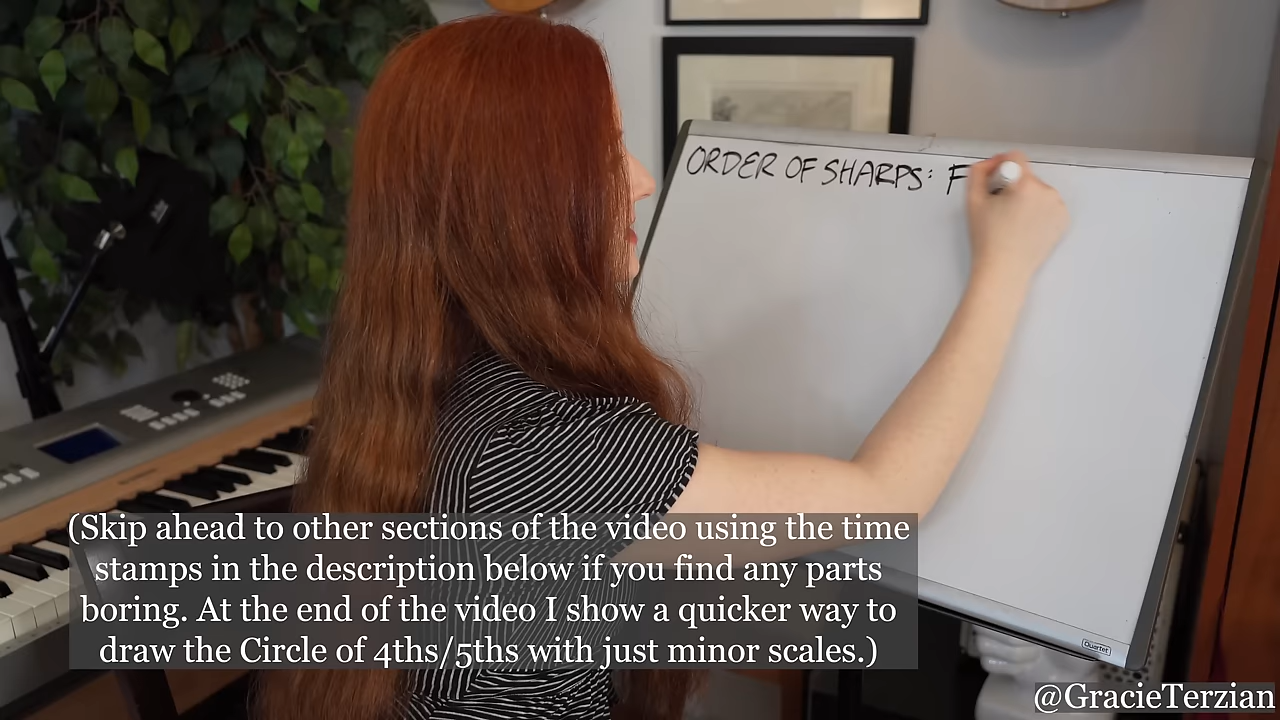 ORDER OF SHARPS: F
(Skip ahead to other sections of the video using the time
stamps in the description below if you find any parts
boring. At the end of the video I show a quicker way to
draw the Circle of 4ths/5ths with just minor scales.)
Quartet
@GracieTerzian